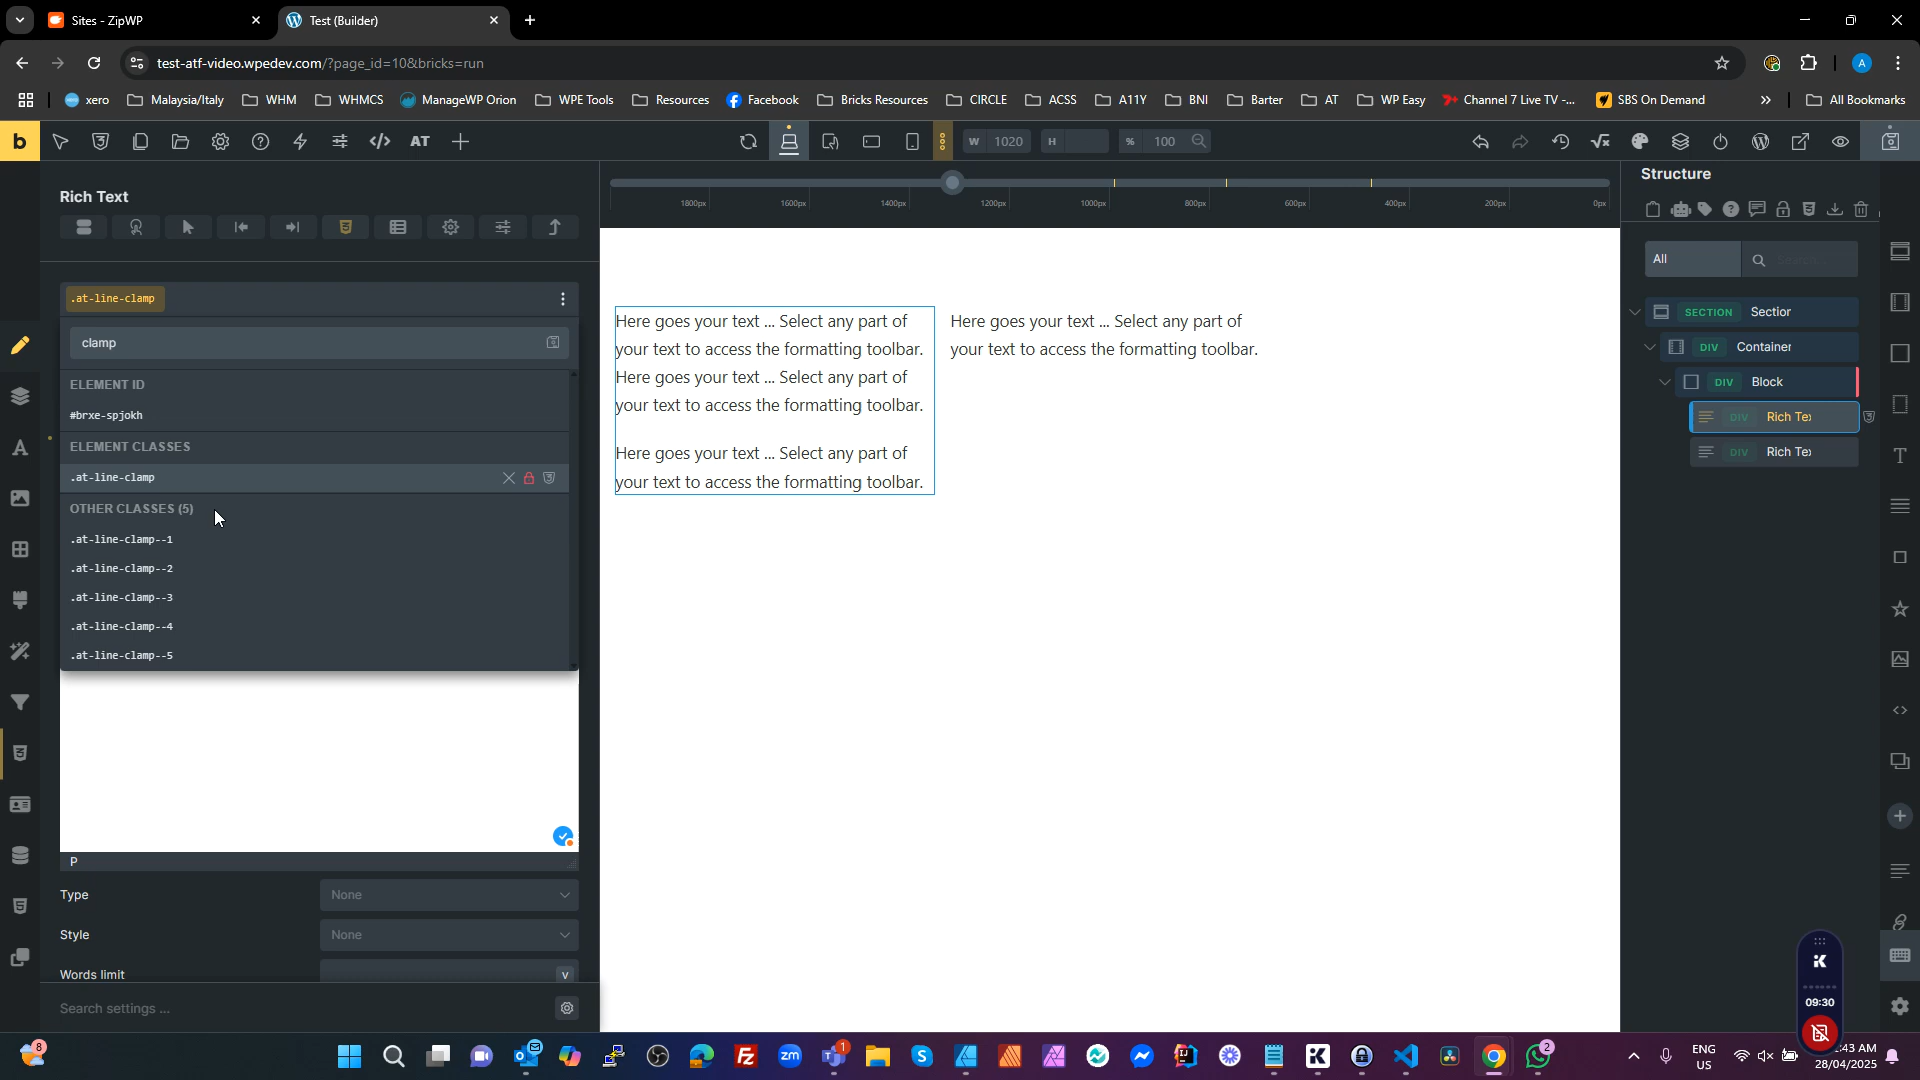 Sites - ZipWP
Test (Builder)
test-atf-video.wpedev.com/?page_id=10&bricks=run
A
xero
Malaysia/Italy
WHM
WHMCS
ManageWP Orion
WPE Tools
Resources
Facebook
Bricks Resources
CIRCLE
ACSS
A11Y
BNI
Barter
AT
WP Easy
Channel 7 Live TV -...
SBS On Demand
»
All Bookmarks
b
AT
W 1020
H
% 100
Rich Text
.at-line-clamp
clamp
ELEMENT ID
#brxe-spjokh
ELEMENT CLASSES
.at-line-clamp
OTHER CLASSES (5)
.at-line-clamp--1
.at-line-clamp--2
.at-line-clamp--3
.at-line-clamp--4
.at-line-clamp--5
P
Type
None
Style
None
Words limit
v
Search settings ...
1800px
1600px
1400px
1200px
1000px
800px
600px
400px
200px
0px
Here goes your text ... Select any part of
your text to access the formatting toolbar.
Here goes your text ... Select any part of
your text to access the formatting toolbar.
Here goes your text ... Select any part of
your text to access the formatting toolbar.
Here goes your text ... Select any part of
your text to access the formatting toolbar.
Structure
All
SECTION Section
DIV Container
DIV Block
DIV Rich Te
DIV Rich Te
09:30
8
zm
1
2
ENG
US
:43 AM
28/04/2025